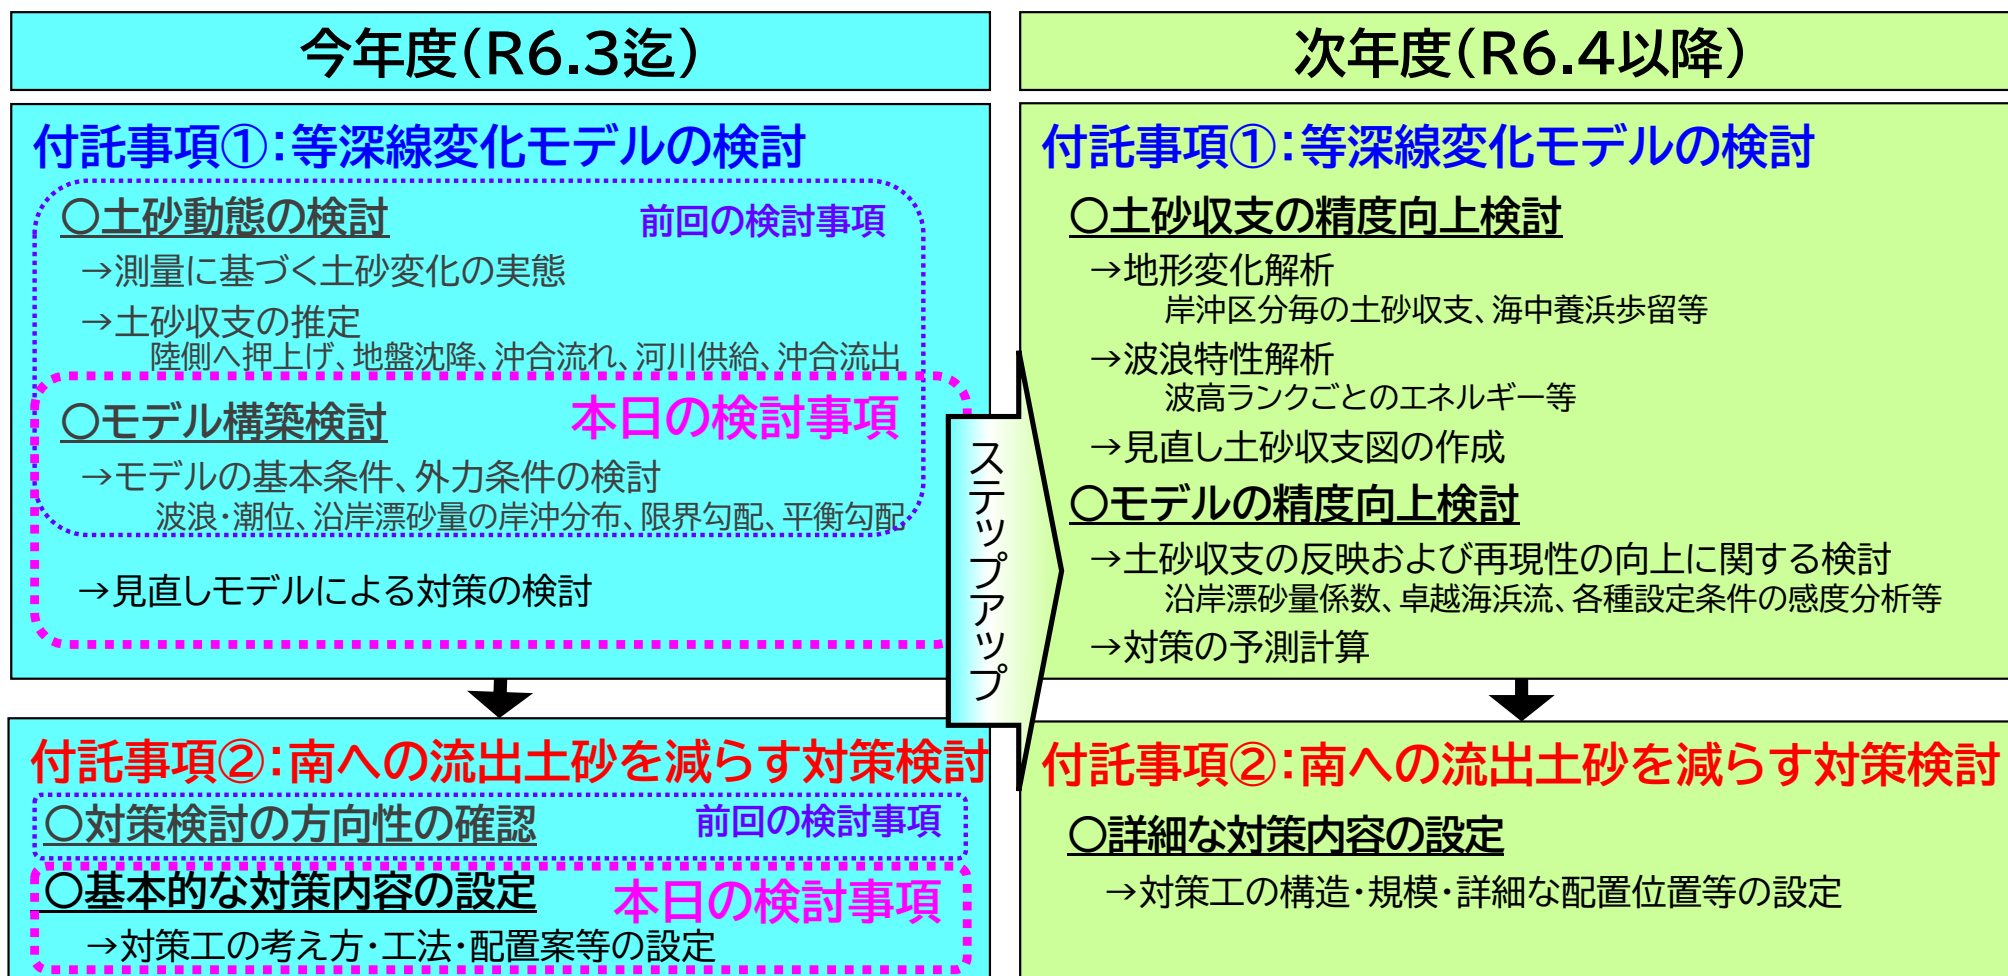 今年度(R6.3迄)
付託事項①:等深線変化モデルの検討
○土砂動態の検討
前回の検討事項
→測量に基づく土砂変化の実態
→土砂収支の推定
陸側へ押上げ、地盤沈降、沖合流れ、河川供給、沖合流出
○モデル構築検討
本日の検討事項
→モデルの基本条件、外力条件の検討
波浪・潮位、沿岸漂砂量の岸沖分布、限界勾配、平衡勾配
→見直しモデルによる対策の検討
付託事項②:南への流出土砂を減らす対策検討
○対策検討の方向性の確認
前回の検討事項
○基本的な対策内容の設定
本日の検討事項
→対策工の考え方・工法・配置案等の設定
ステップアップ
次年度(R6.4以降)
付託事項①:等深線変化モデルの検討
○土砂収支の精度向上検討
→地形変化解析
岸沖区分毎の土砂収支、海中養浜歩留等
→波浪特性解析
波高ランクごとのエネルギー等
→見直し土砂収支図の作成
○モデルの精度向上検討
→土砂収支の反映および再現性の向上に関する検討
沿岸漂砂量係数、卓越海浜流、各種設定条件の感度分析等
→対策の予測計算
付託事項②:南への流出土砂を減らす対策検討
○詳細な対策内容の設定
→対策工の構造・規模・詳細な配置位置等の設定